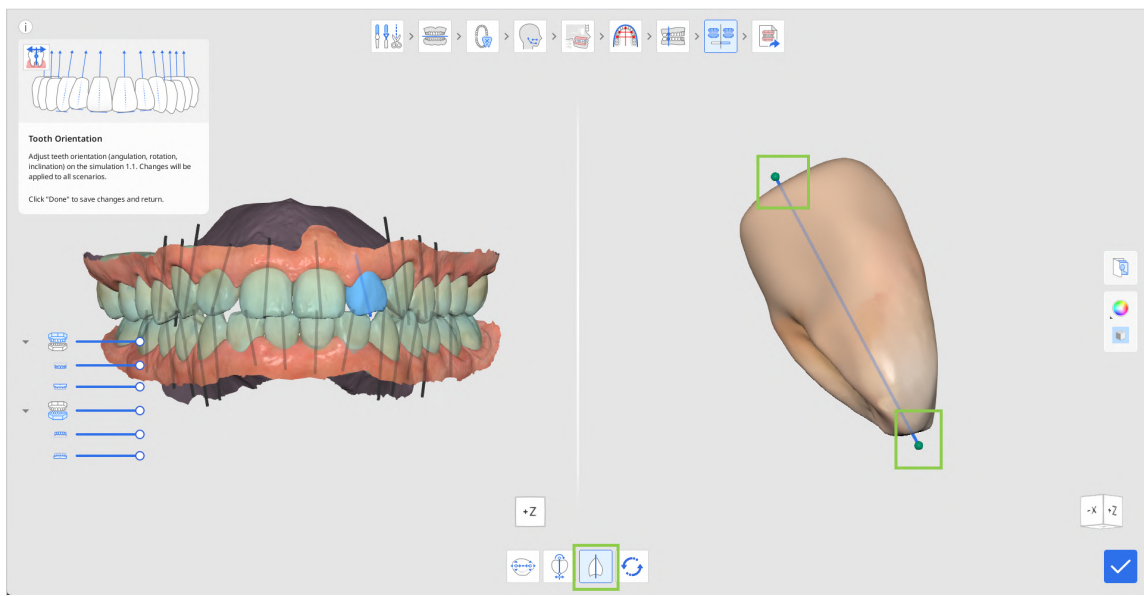 Tooth Orientation
Adjust teeth orientation (angulation, rotation,
inclination) on the simulation 1.1. Changes will be
applied to all scenarios.
Click "Done" to save changes and return.
+Z
-X +Z